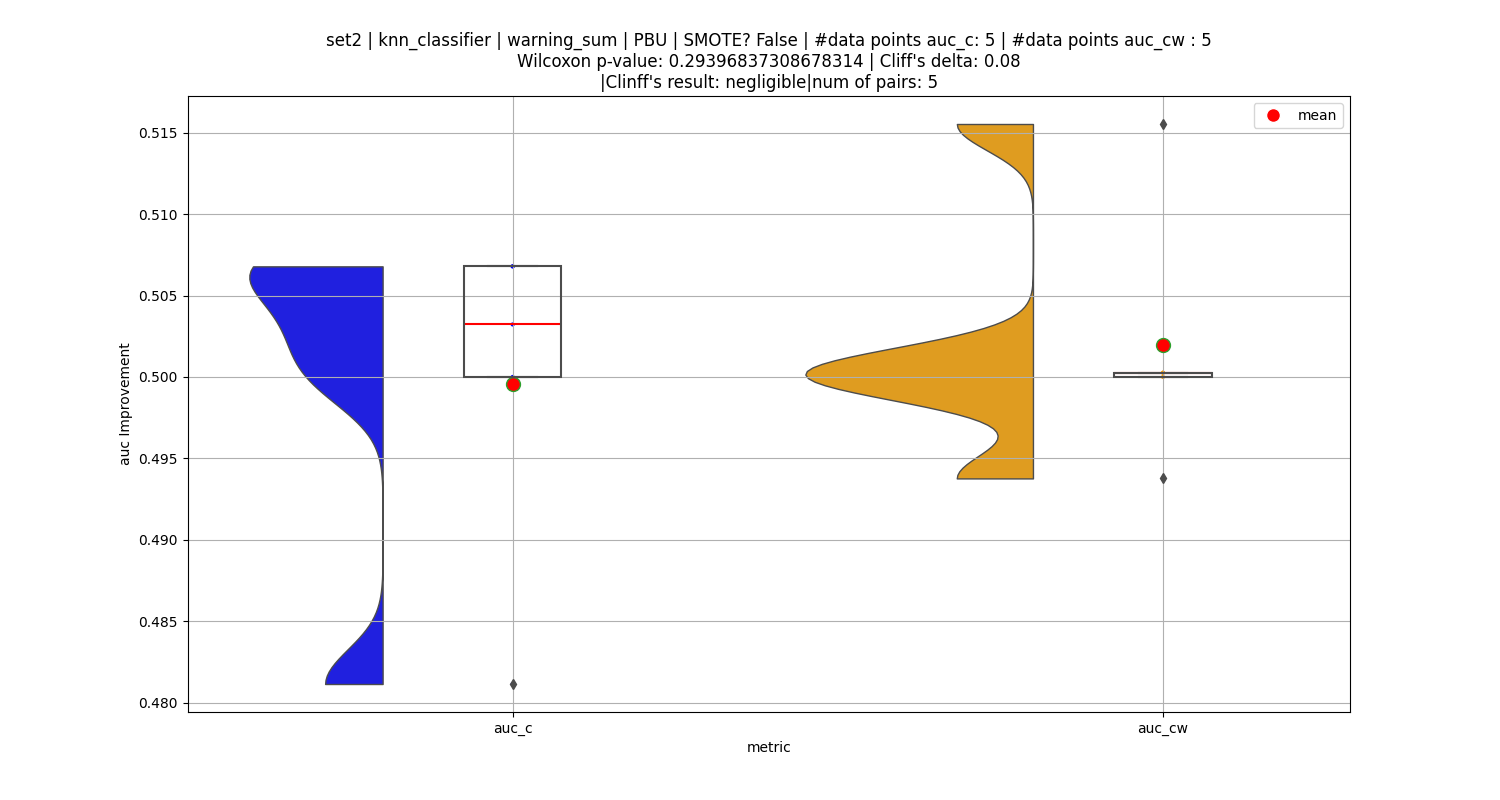 set2 | knn_classifier | warning_sum | PBU | SMOTE? False | #data points auc_c: 5 | #data points auc_cw : 5
Wilcoxon p-value: 0.29396837308678314 | Cliff's delta: 0.08
|Clinff's result: negligible|num of pairs: 5
mean
0.515
0.510
0.505
0.500
0.495
0.490
0.485
0.480
auc Improvement
auc_c
auc_cw
metric